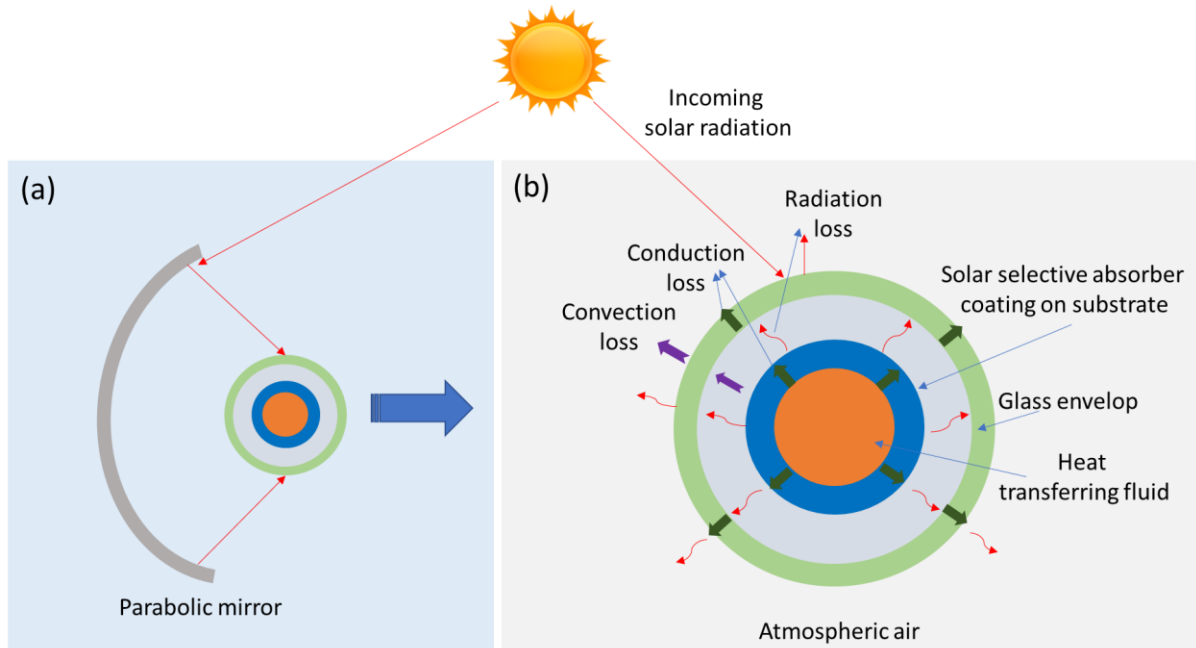 Incoming
solar radiation
(a)
Parabolic mirror
(b)
Radiation
loss
Conduction
loss
Convection
loss
Solar selective absorber
coating on substrate
Glass envelop
Heat
transferring fluid
Atmospheric air